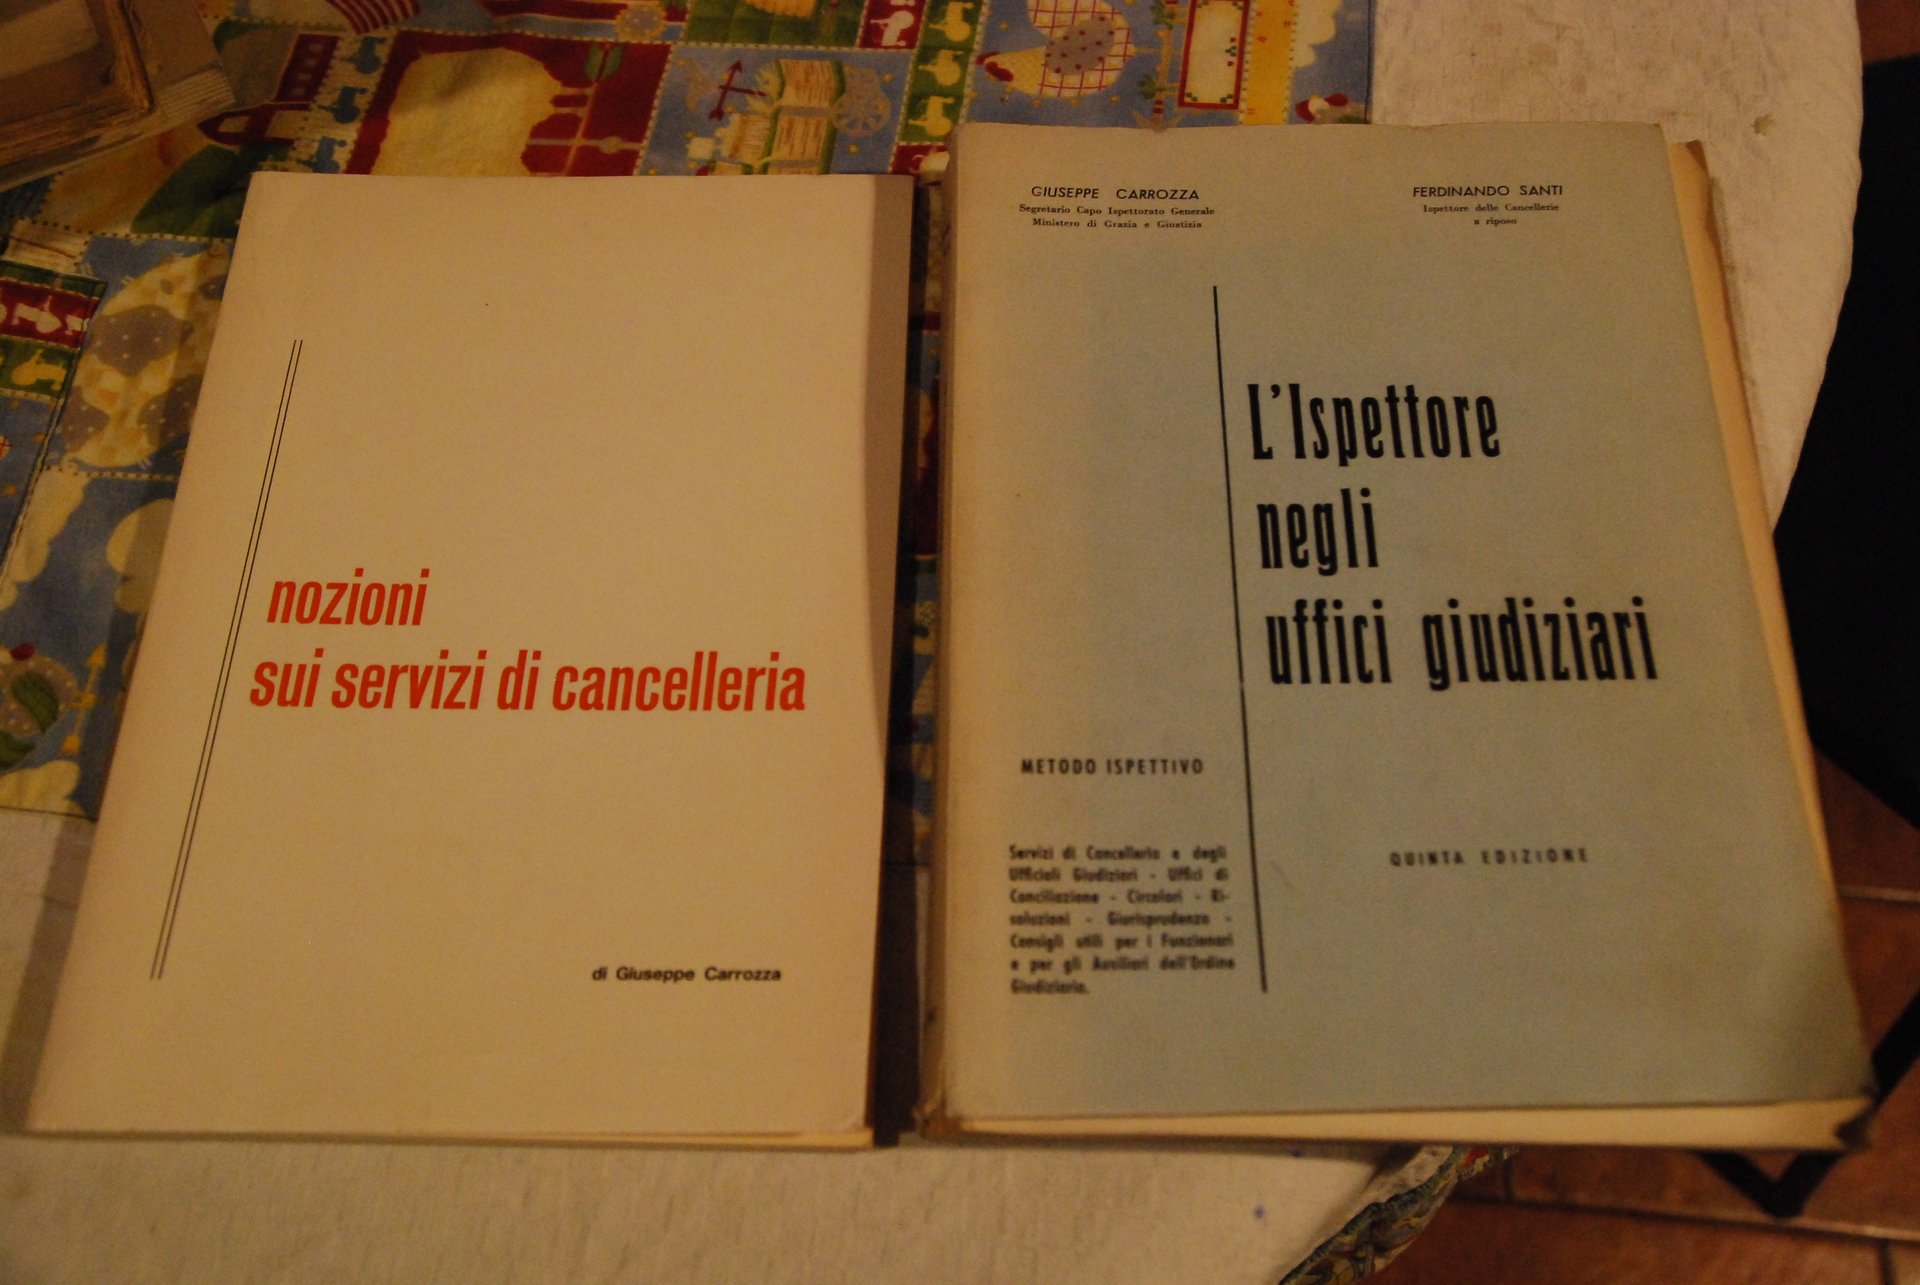 nozioni
sui servizi di cancelleria
di Giuseppe Carrozza
GIUSEPPE CARROZZA
Segretario Capo Ispettorato Generale
Ministero di Grazia e Giustizia
FERDINANDO SANTI
Ispettore delle Cancellerie
a riposo
L'Ispettore
negli
uffici giudiziari
METODO ISPETTIVO
QUINTA EDIZIONE
Servizi di Cancelleria e degli
Ufficiali Giudiziari - Uffici di
Conciliazione - Circolari - Ri-
soluzioni - Giurisprudenza -
Consigli utili per i Funzionari
e per gli Ausiliari dell'Ordine
Giudiziario.